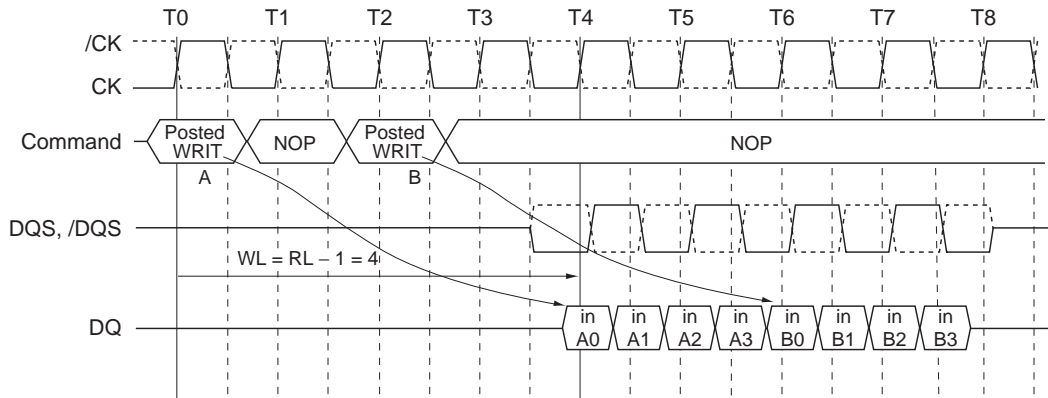 T0 T1 T2 T3 T4 T5 T6 T7 T8
/CK
CK
Command
Posted
WRIT
NOP
Posted
WRIT
NOP
A
B
DQS, /DQS
WL = RL − 1 = 4
DQ
in
A0
in
A1
in
A2
in
A3
in
B0
in
B1
in
B2
in
B3